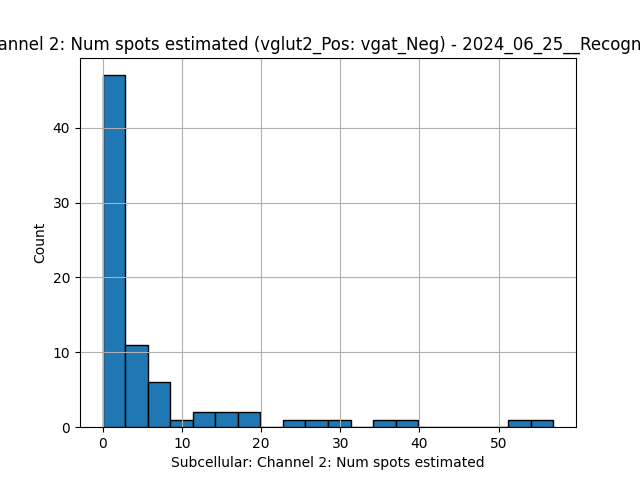 annel 2: Num spots estimated (vglut2_Pos: vgat_Neg) - 2024_06_25__Recogn
40
30
20
10
0
Count
0 10 20 30 40 50
Subcellular: Channel 2: Num spots estimated